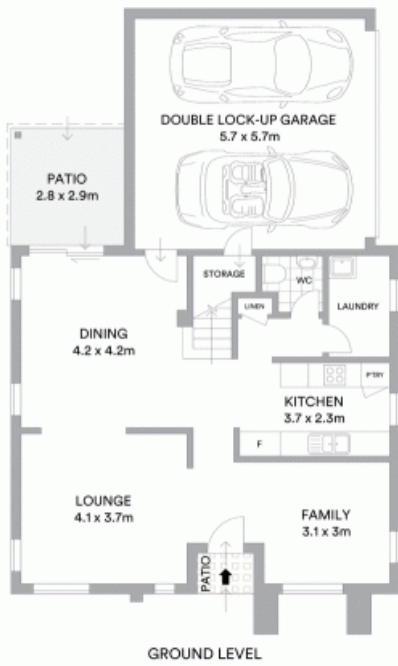 DOUBLE LOCK-UP GARAGE
5.7 x 5.7m
PATIO
2.8 x 2.9m
STORAGE
WC
LINEN
LAUNDRY
DINING
4.2 x 4.2m
P'TRY
KITCHEN
3.7 x 2.3m
F
LOUNGE
4.1 x 3.7m
FAMILY
3.1 x 3m
PATIO
GROUND LEVEL